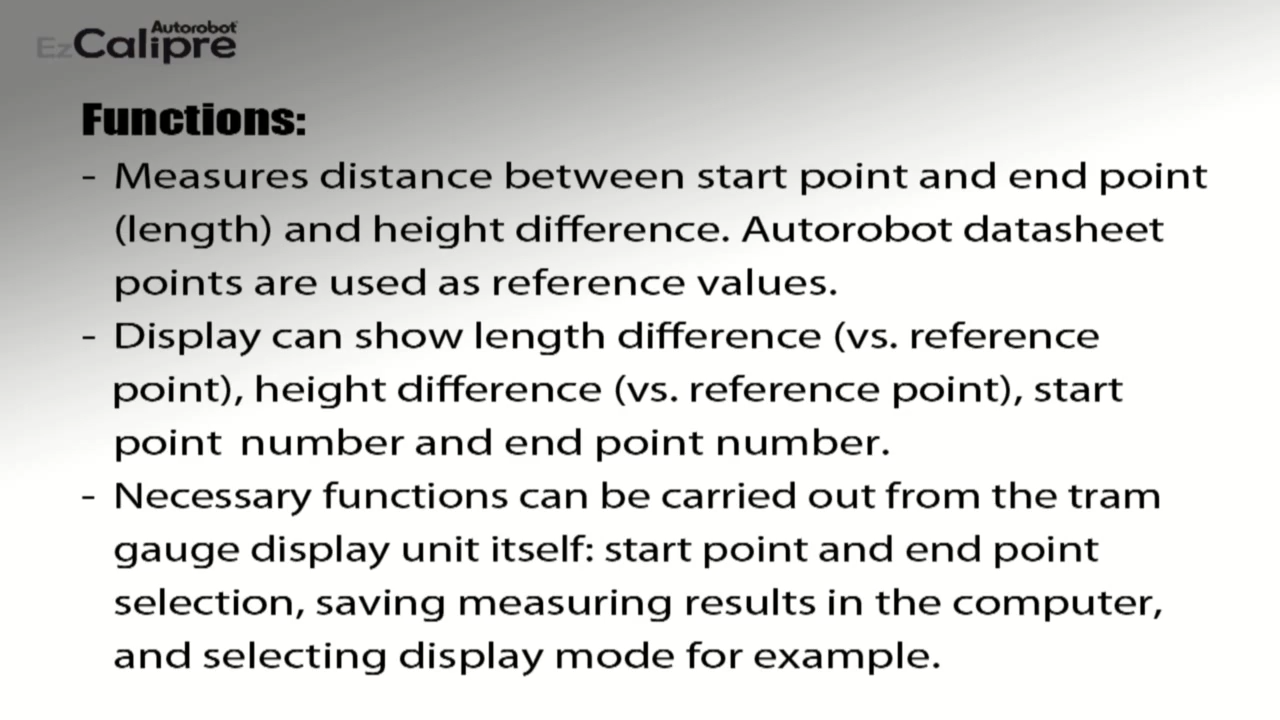 Autorobot
EzCalipre
Functions:
- Measures distance between start point and end point
(length) and height difference. Autorobot datasheet
points are used as reference values.
- Display can show length difference (vs. reference
point), height difference (vs. reference point), start
point number and end point number.
- Necessary functions can be carried out from the tram
gauge display unit itself: start point and end point
selection, saving measuring results in the computer,
and selecting display mode for example.